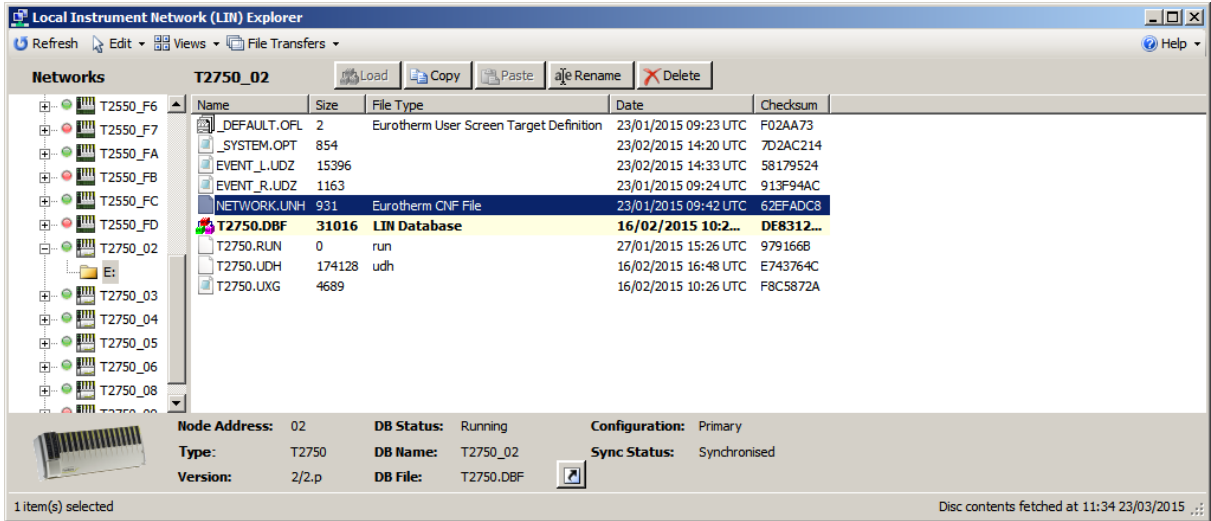 Local Instrument Network (LIN) Explorer
Refresh Edit Views File Transfers Help
Networks T2750_02 Load Copy Paste Rename Delete
T2550_F6
T2550_F7
T2550_FA
T2550_FB
T2550_FC
T2550_FD
T2750_02
E:
T2750_03
T2750_04
T2750_05
T2750_06
T2750_08
Name Size File Type Date Checksum
_DEFAULT.OFL 2 Eurotherm User Screen Target Definition 23/01/2015 09:23 UTC F02AA73
_SYSTEM.OPT 854 23/02/2015 14:20 UTC 7D2AC214
EVENT_L.UDZ 15396 23/02/2015 14:33 UTC 58179524
EVENT_R.UDZ 1163 23/01/2015 09:24 UTC 913F94AC
NETWORK.UNH 931 Eurotherm CNF File 23/01/2015 09:42 UTC 62EFADC8
T2750.DBF 31016 LIN Database 16/02/2015 10:2... DE8312...
T2750.RUN 0 run 27/01/2015 15:26 UTC 979166B
T2750.UDH 174128 udh 16/02/2015 16:48 UTC E743764C
T2750.UXG 4689 16/02/2015 10:26 UTC F8C5872A
Node Address: 02 DB Status: Running Configuration: Primary
Type: T2750 DB Name: T2750_02 Sync Status: Synchronised
Version: 2/2.p DB File: T2750.DBF
1 item(s) selected Disc contents fetched at 11:34 23/03/2015